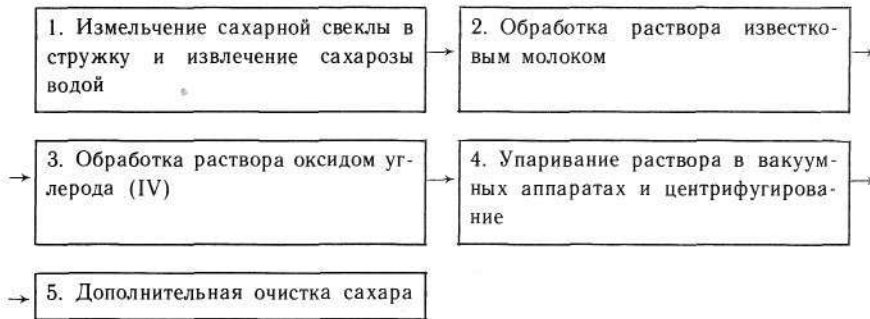 1. Измельчение сахарной свеклы в
стружку и извлечение сахарозы
водой
2. Обработка раствора известко-
вым молоком
3. Обработка раствора оксидом уг-
лерода (IV)
4. Упаривание раствора в вакуум-
ных аппаратах и центрифугирова-
ние
5. Дополнительная очистка сахара